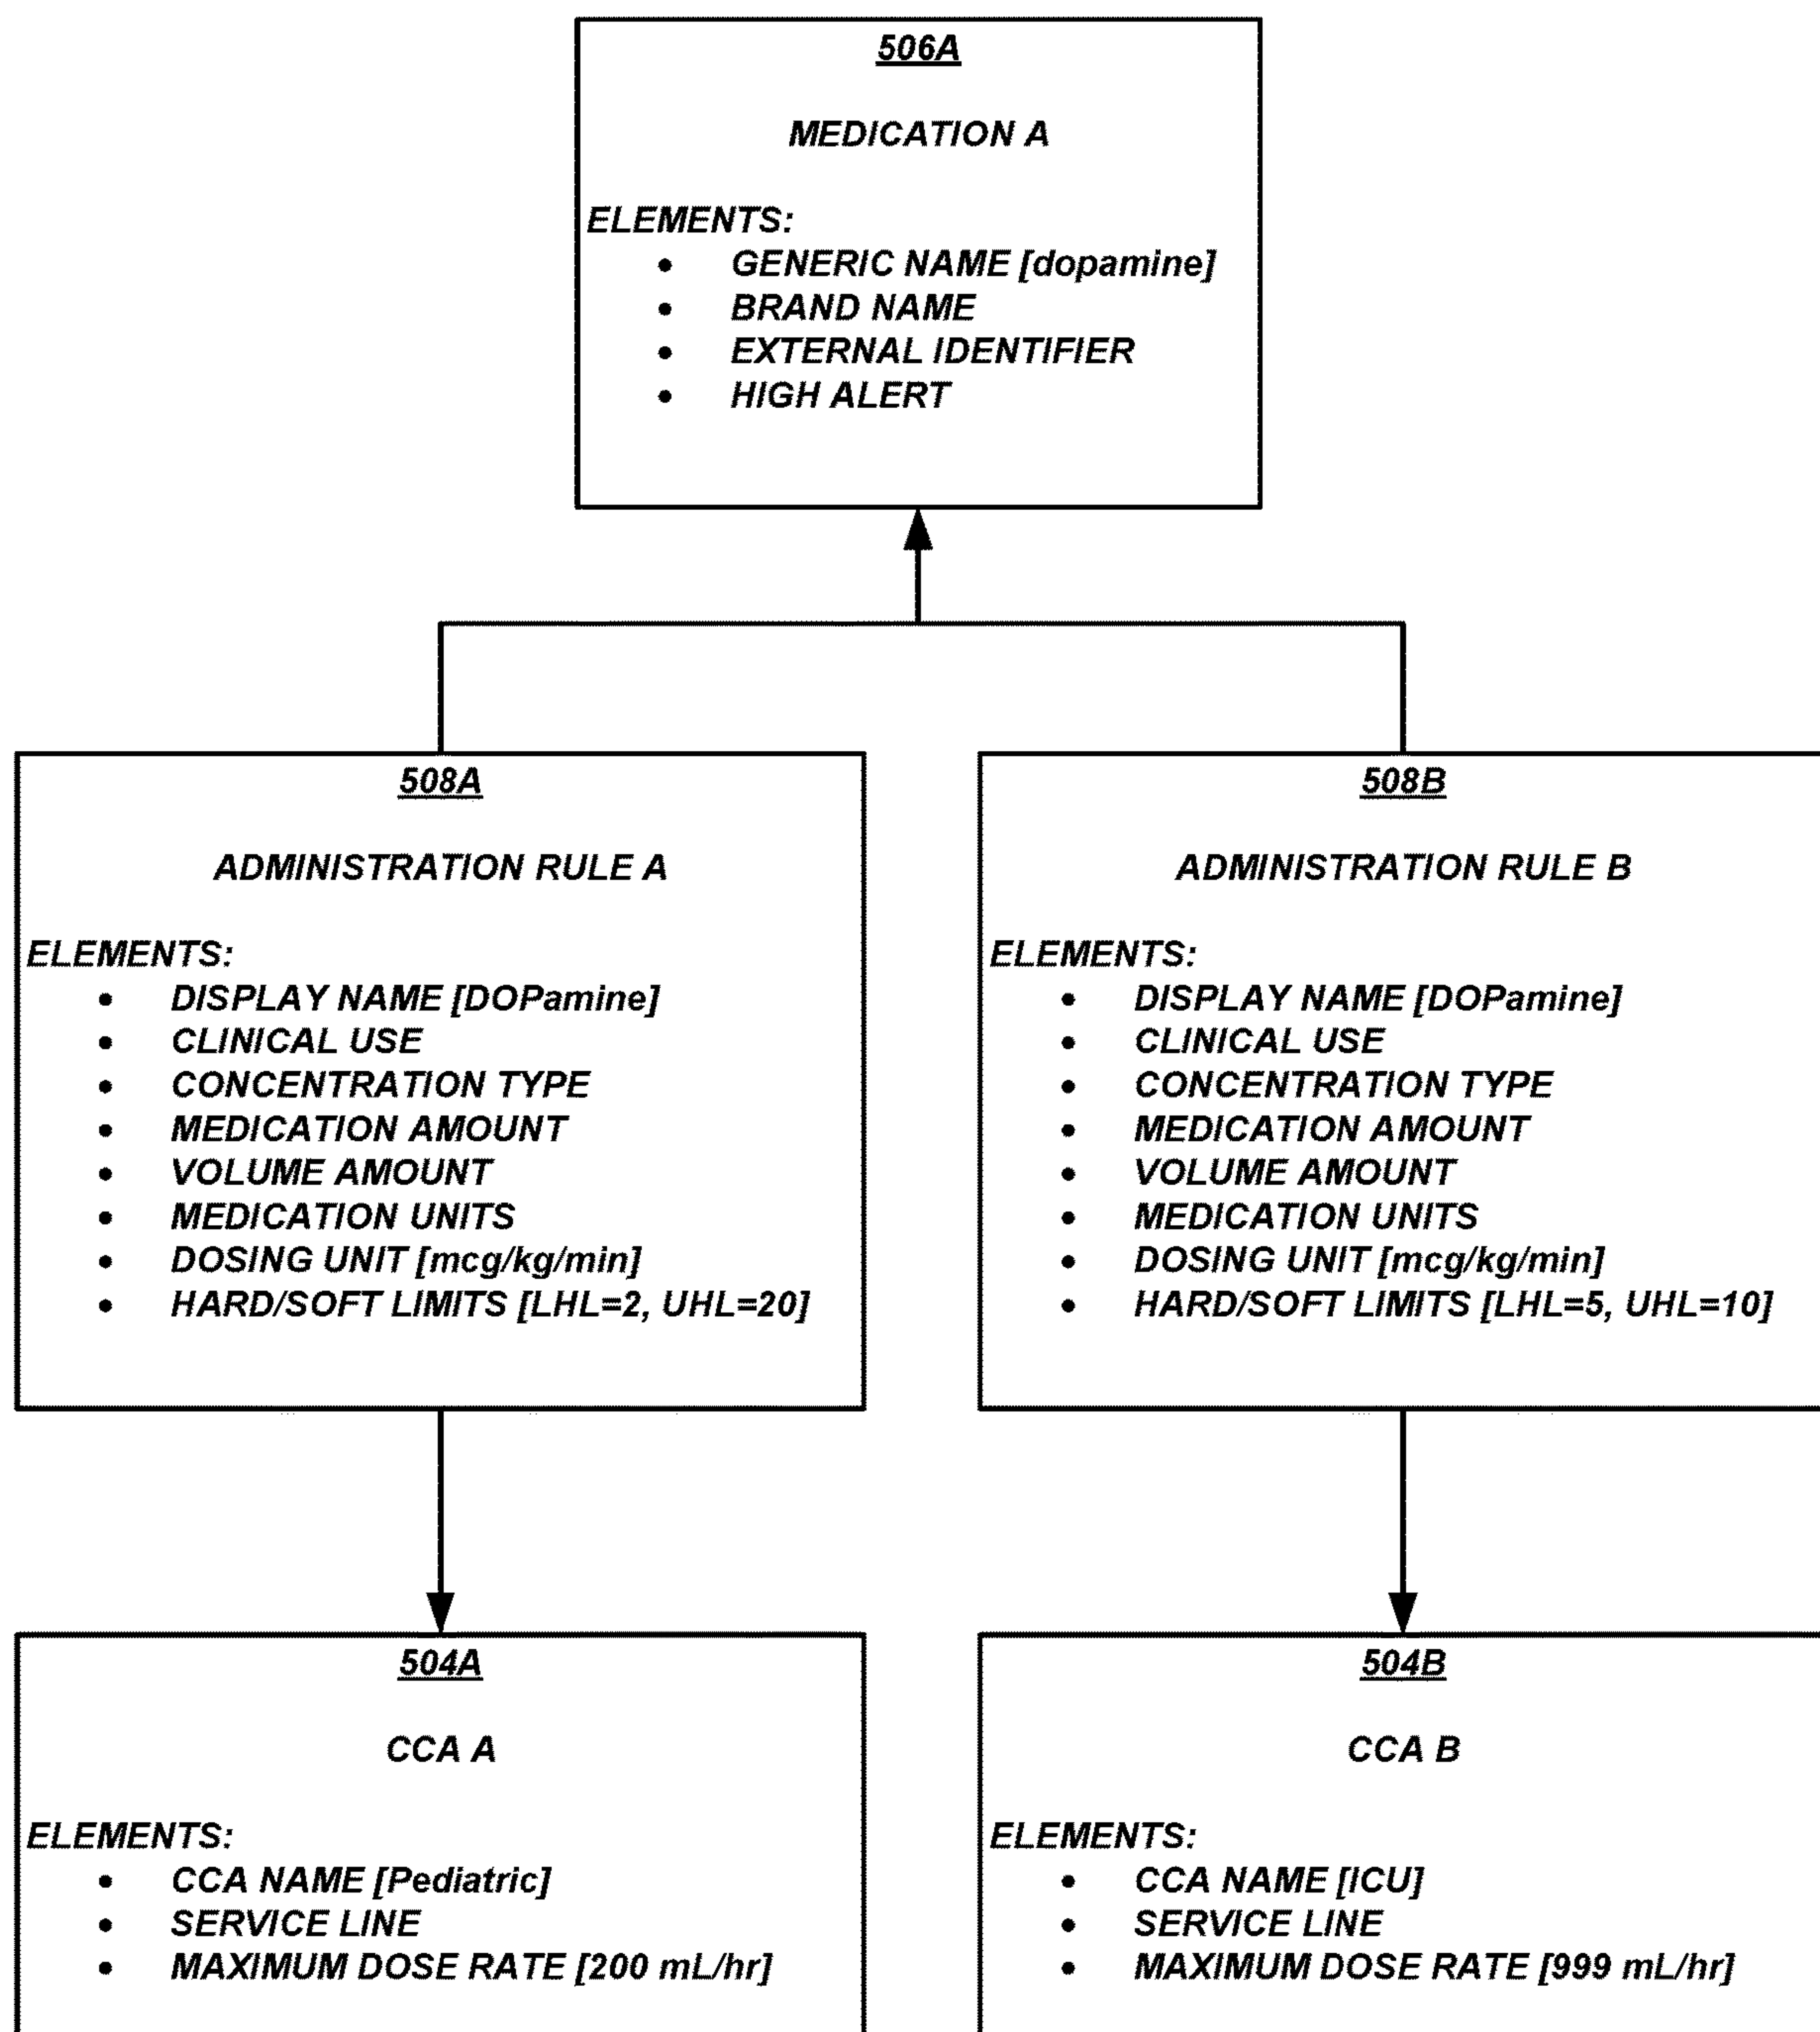 506A
MEDICATION A
ELEMENTS:
• GENERIC NAME [dopamine]
• BRAND NAME
• EXTERNAL IDENTIFIER
• HIGH ALERT
508A
ADMINISTRATION RULE A
ELEMENTS:
• DISPLAY NAME [DOPamine]
• CLINICAL USE
• CONCENTRATION TYPE
• MEDICATION AMOUNT
• VOLUME AMOUNT
• MEDICATION UNITS
• DOSING UNIT [mcg/kg/min]
• HARD/SOFT LIMITS [LHL=2, UHL=20]
508B
ADMINISTRATION RULE B
ELEMENTS:
• DISPLAY NAME [DOPamine]
• CLINICAL USE
• CONCENTRATION TYPE
• MEDICATION AMOUNT
• VOLUME AMOUNT
• MEDICATION UNITS
• DOSING UNIT [mcg/kg/min]
• HARD/SOFT LIMITS [LHL=5, UHL=10]
504A
CCA A
ELEMENTS:
• CCA NAME [Pediatric]
• SERVICE LINE
• MAXIMUM DOSE RATE [200 mL/hr]
504B
CCA B
ELEMENTS:
• CCA NAME [ICU]
• SERVICE LINE
• MAXIMUM DOSE RATE [999 mL/hr]